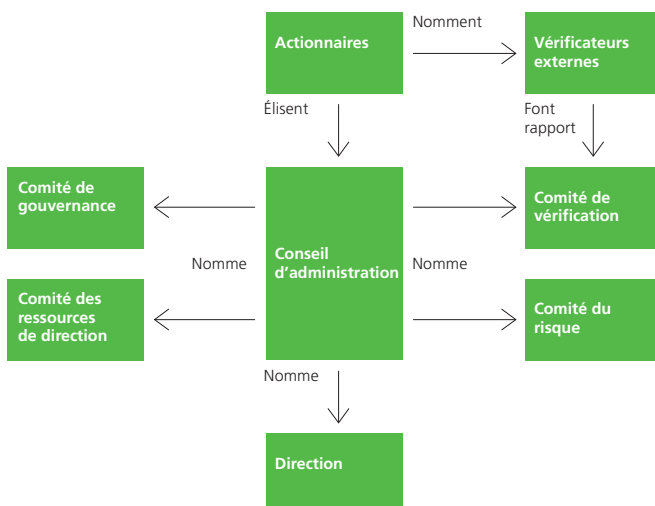 Actionnaires
Nomment
Vérificateurs
externes
Élisent
Font
rapport
Comité de
gouvernance
Conseil
d'administration
Comité de
vérification
Nomme
Nomme
Comité des
ressources
de direction
Comité du
risque
Nomme
Direction